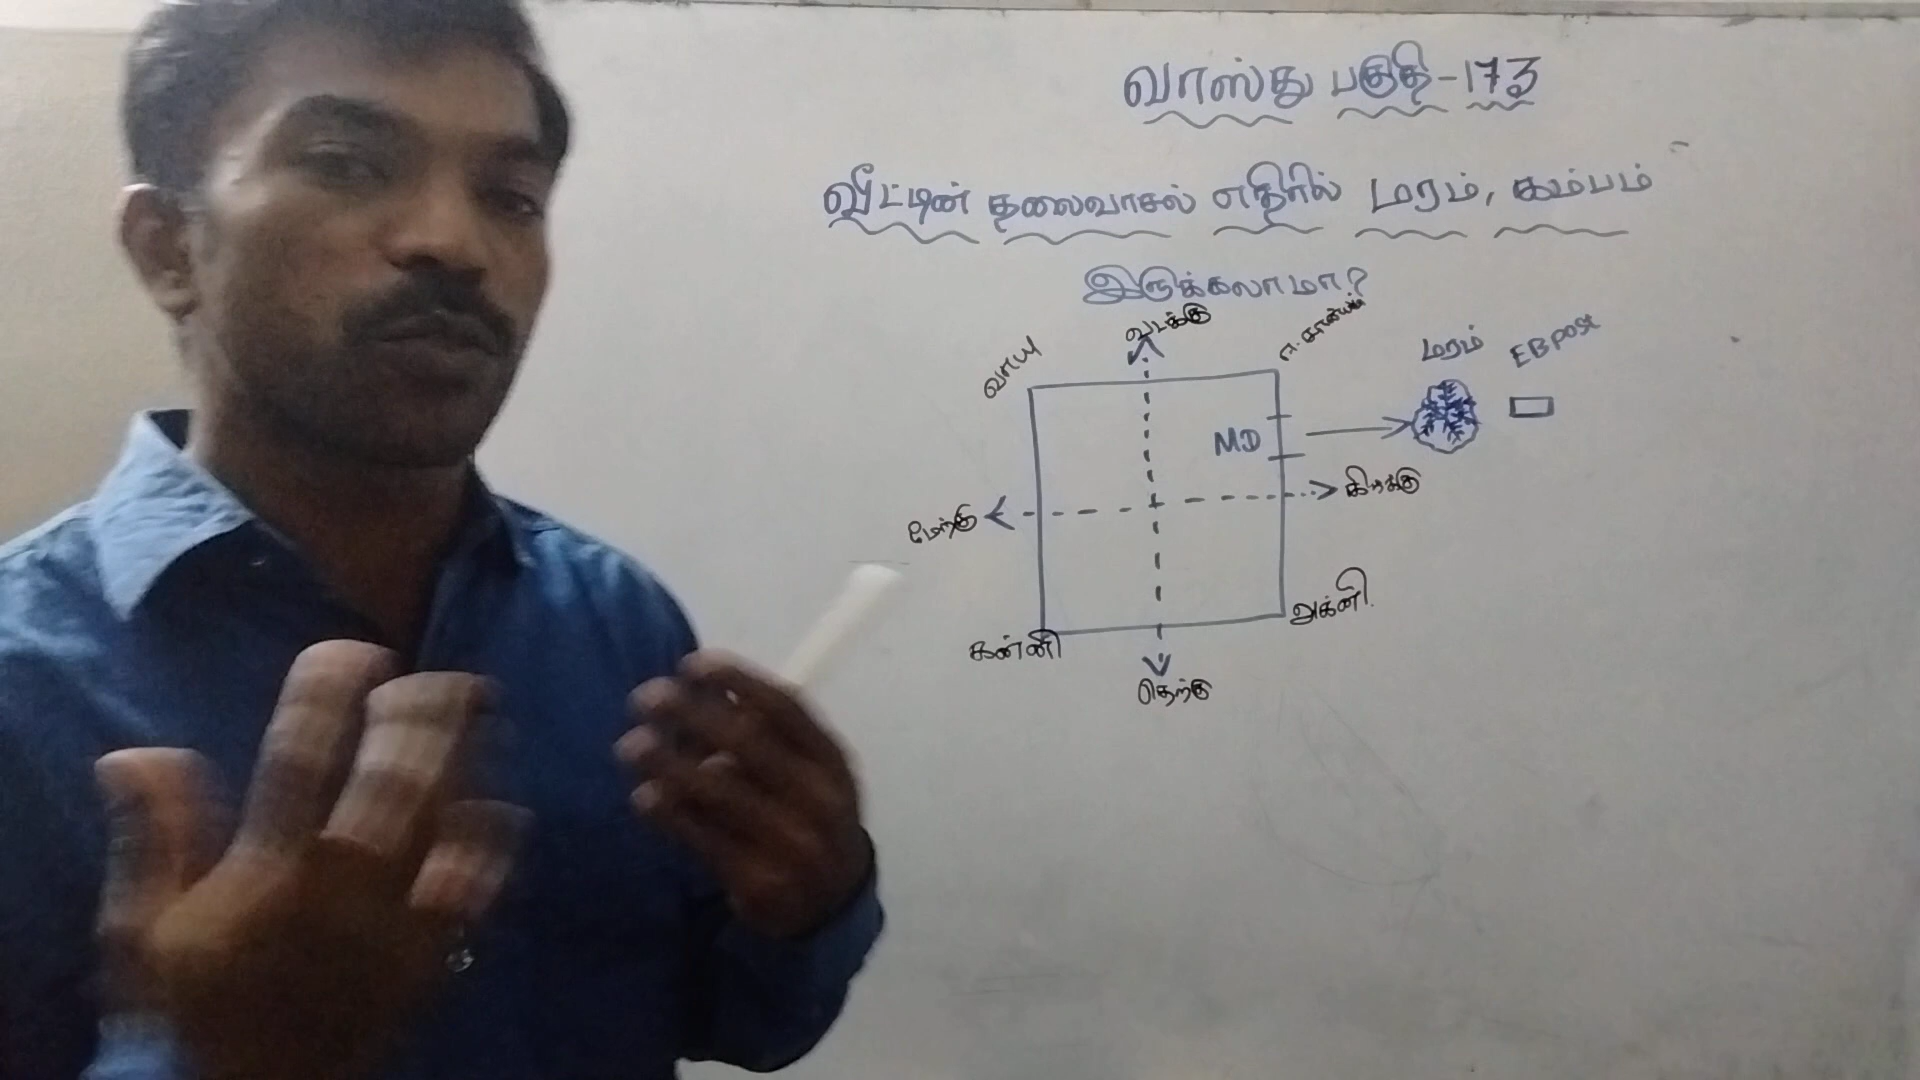 வாஸ்து பகுதி-173
வீட்டின் தலைவாசல் எதிரில் மரம், கம்பம்
இருக்கலாமா?
வாயு
வடக்கு
ஈசான்யம்
மரம்
EB post
MD
மேற்கு
கிழக்கு
கன்னி
அக்னி.
தெற்கு